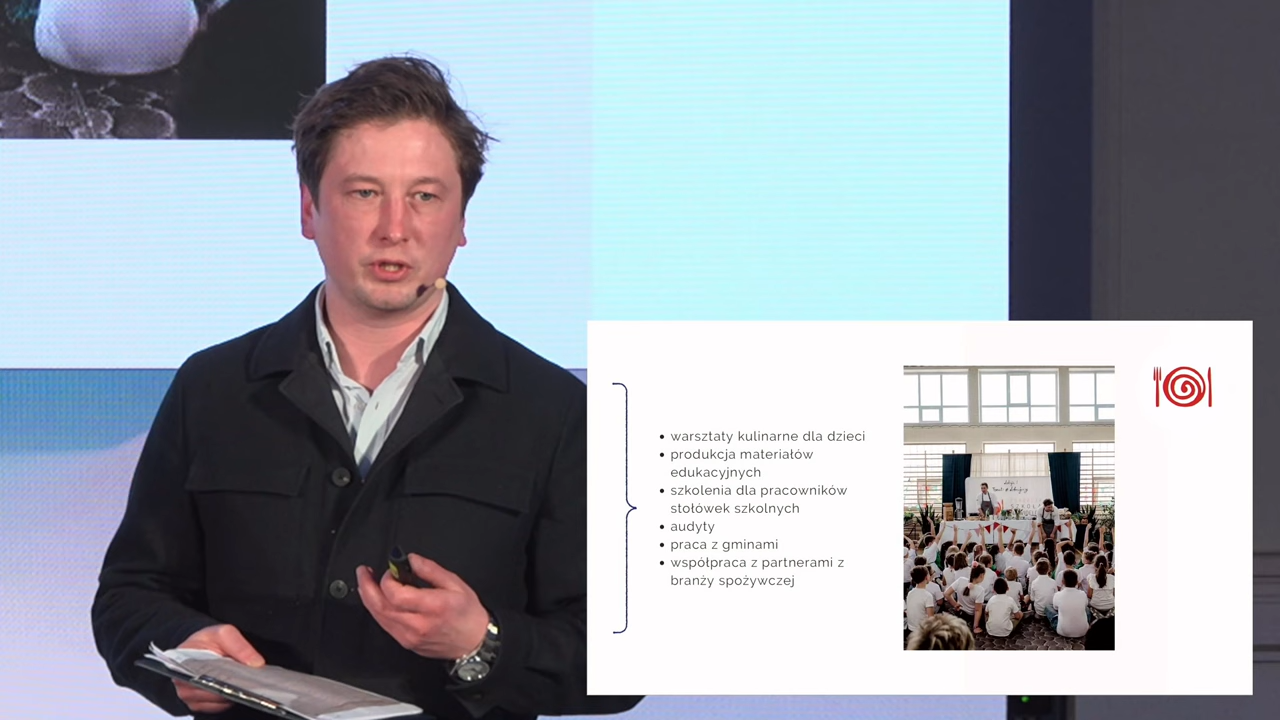 warsztaty kulinarne dla dzieci
produkcja materiałów
edukacyjnych
szkolenia dla pracowników
stołówek szkolnych
audyty
praca z gminami
współpraca z partnerami z
branży spożywczej